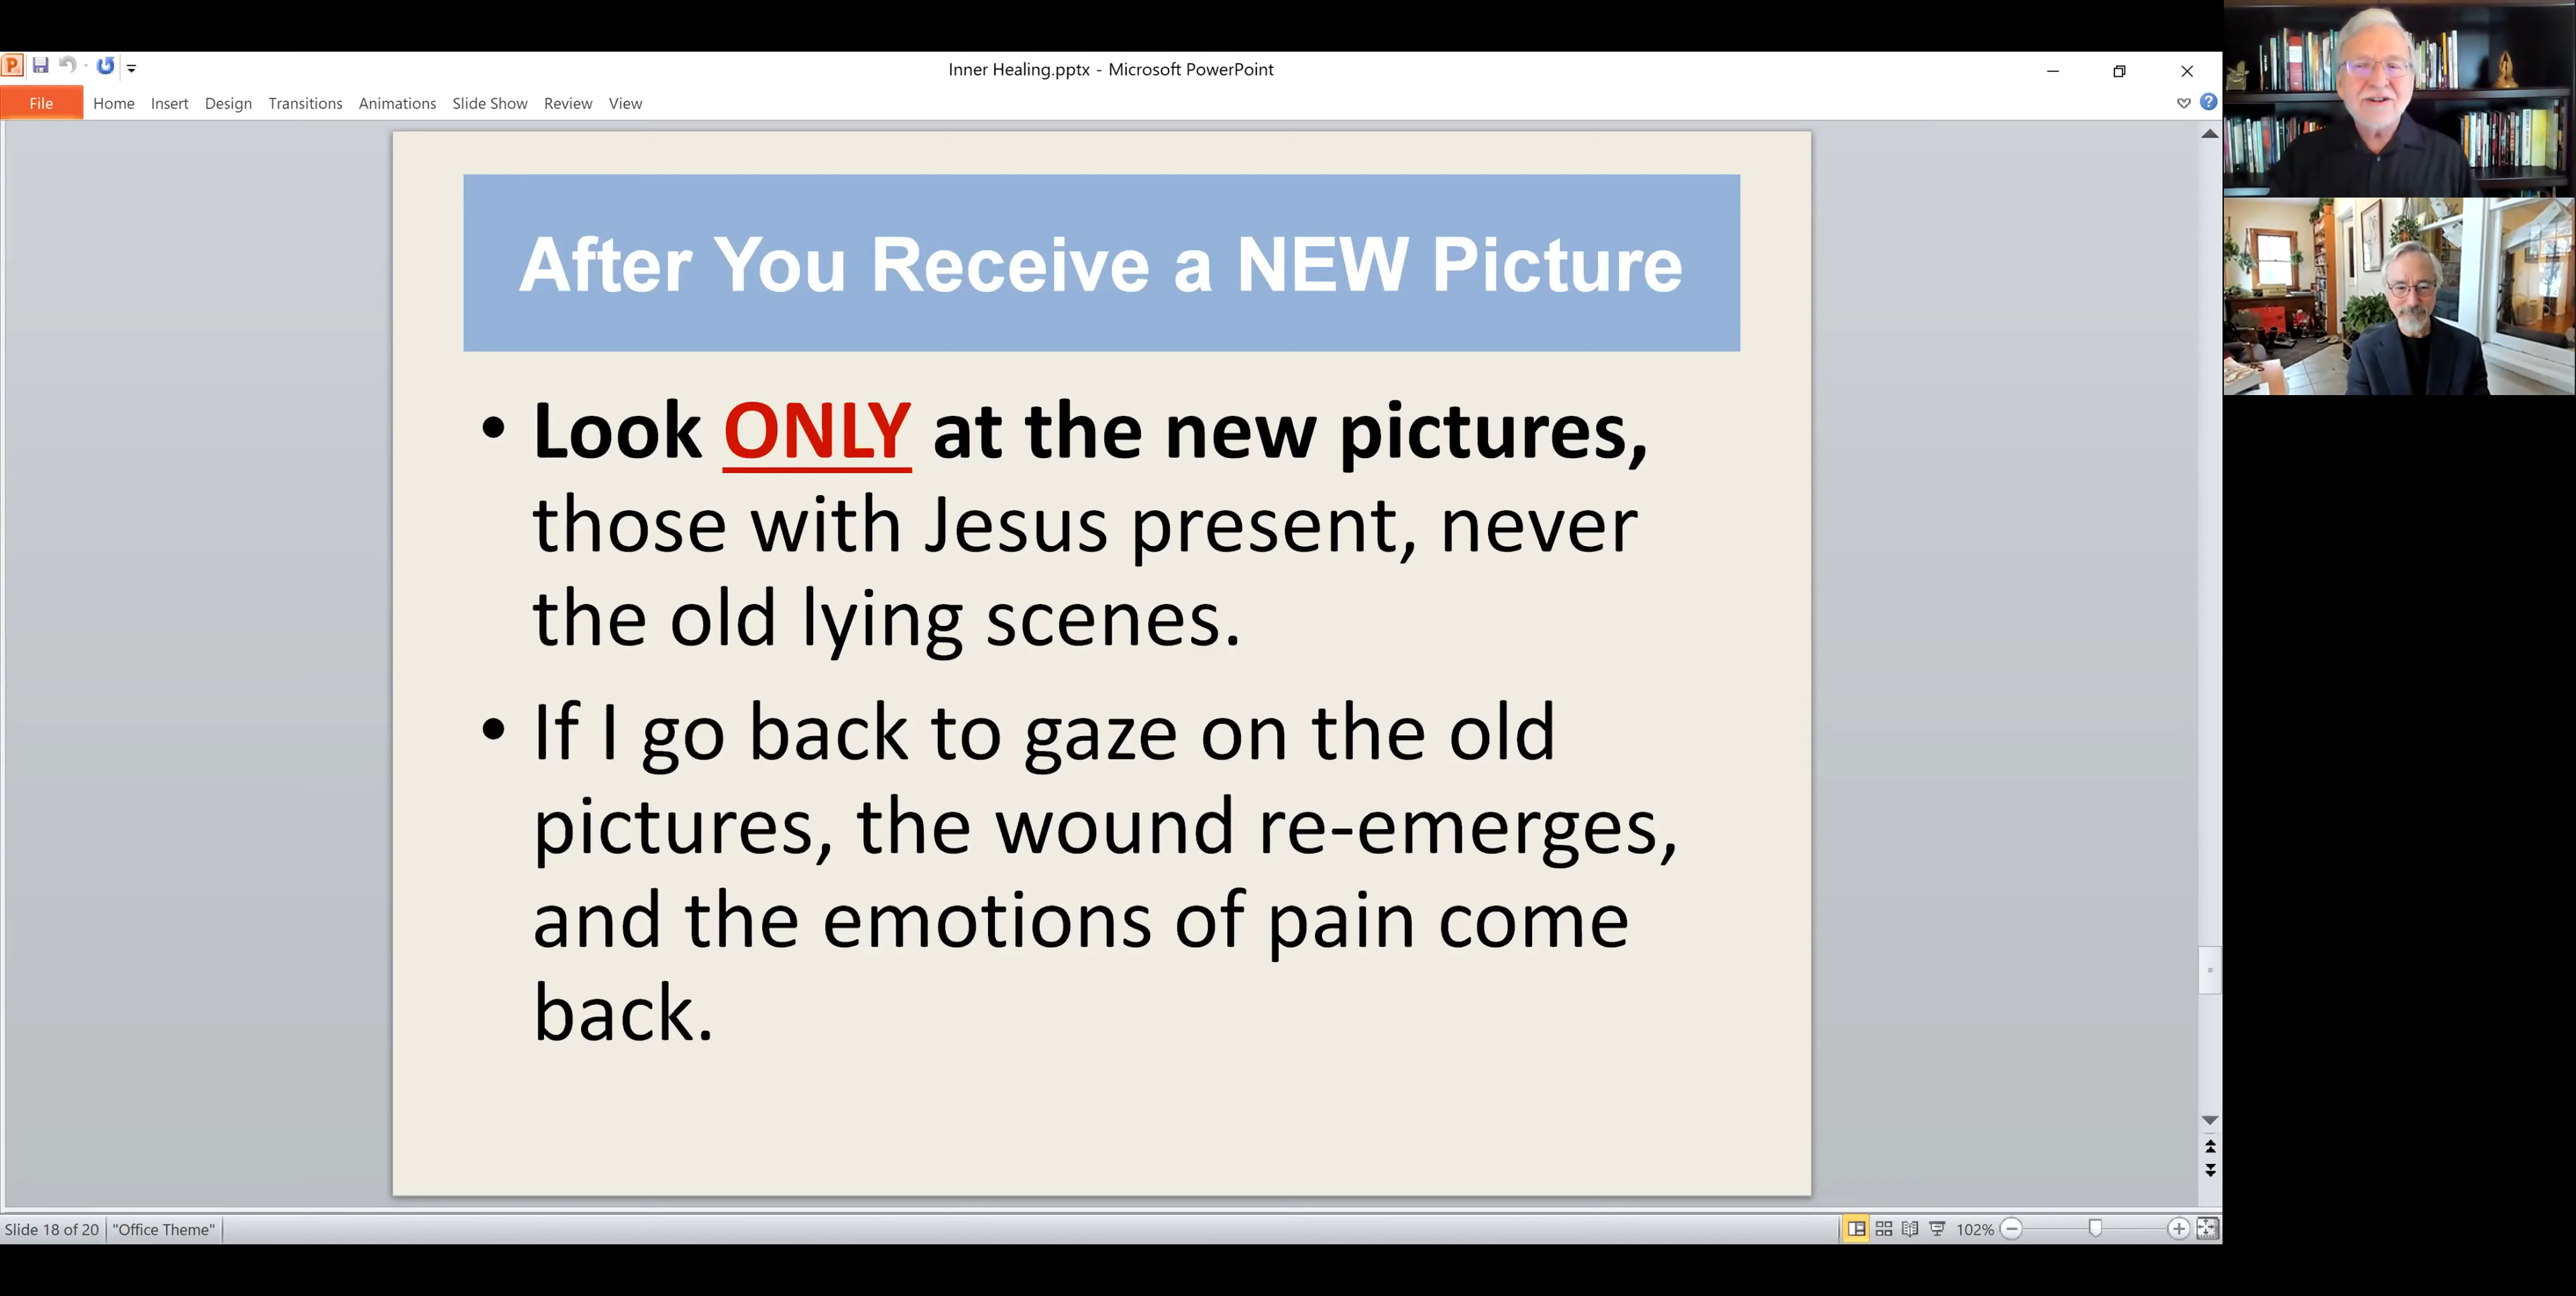 Inner Healing.pptx - Microsoft PowerPoint
File Home Insert Design Transitions Animations Slide Show Review View
After You Receive a NEW Picture
• Look ONLY at the new pictures,
those with Jesus present, never
the old lying scenes.
• If I go back to gaze on the old
pictures, the wound re-emerges,
and the emotions of pain come
back.
Slide 18 of 20 "Office Theme" 102%